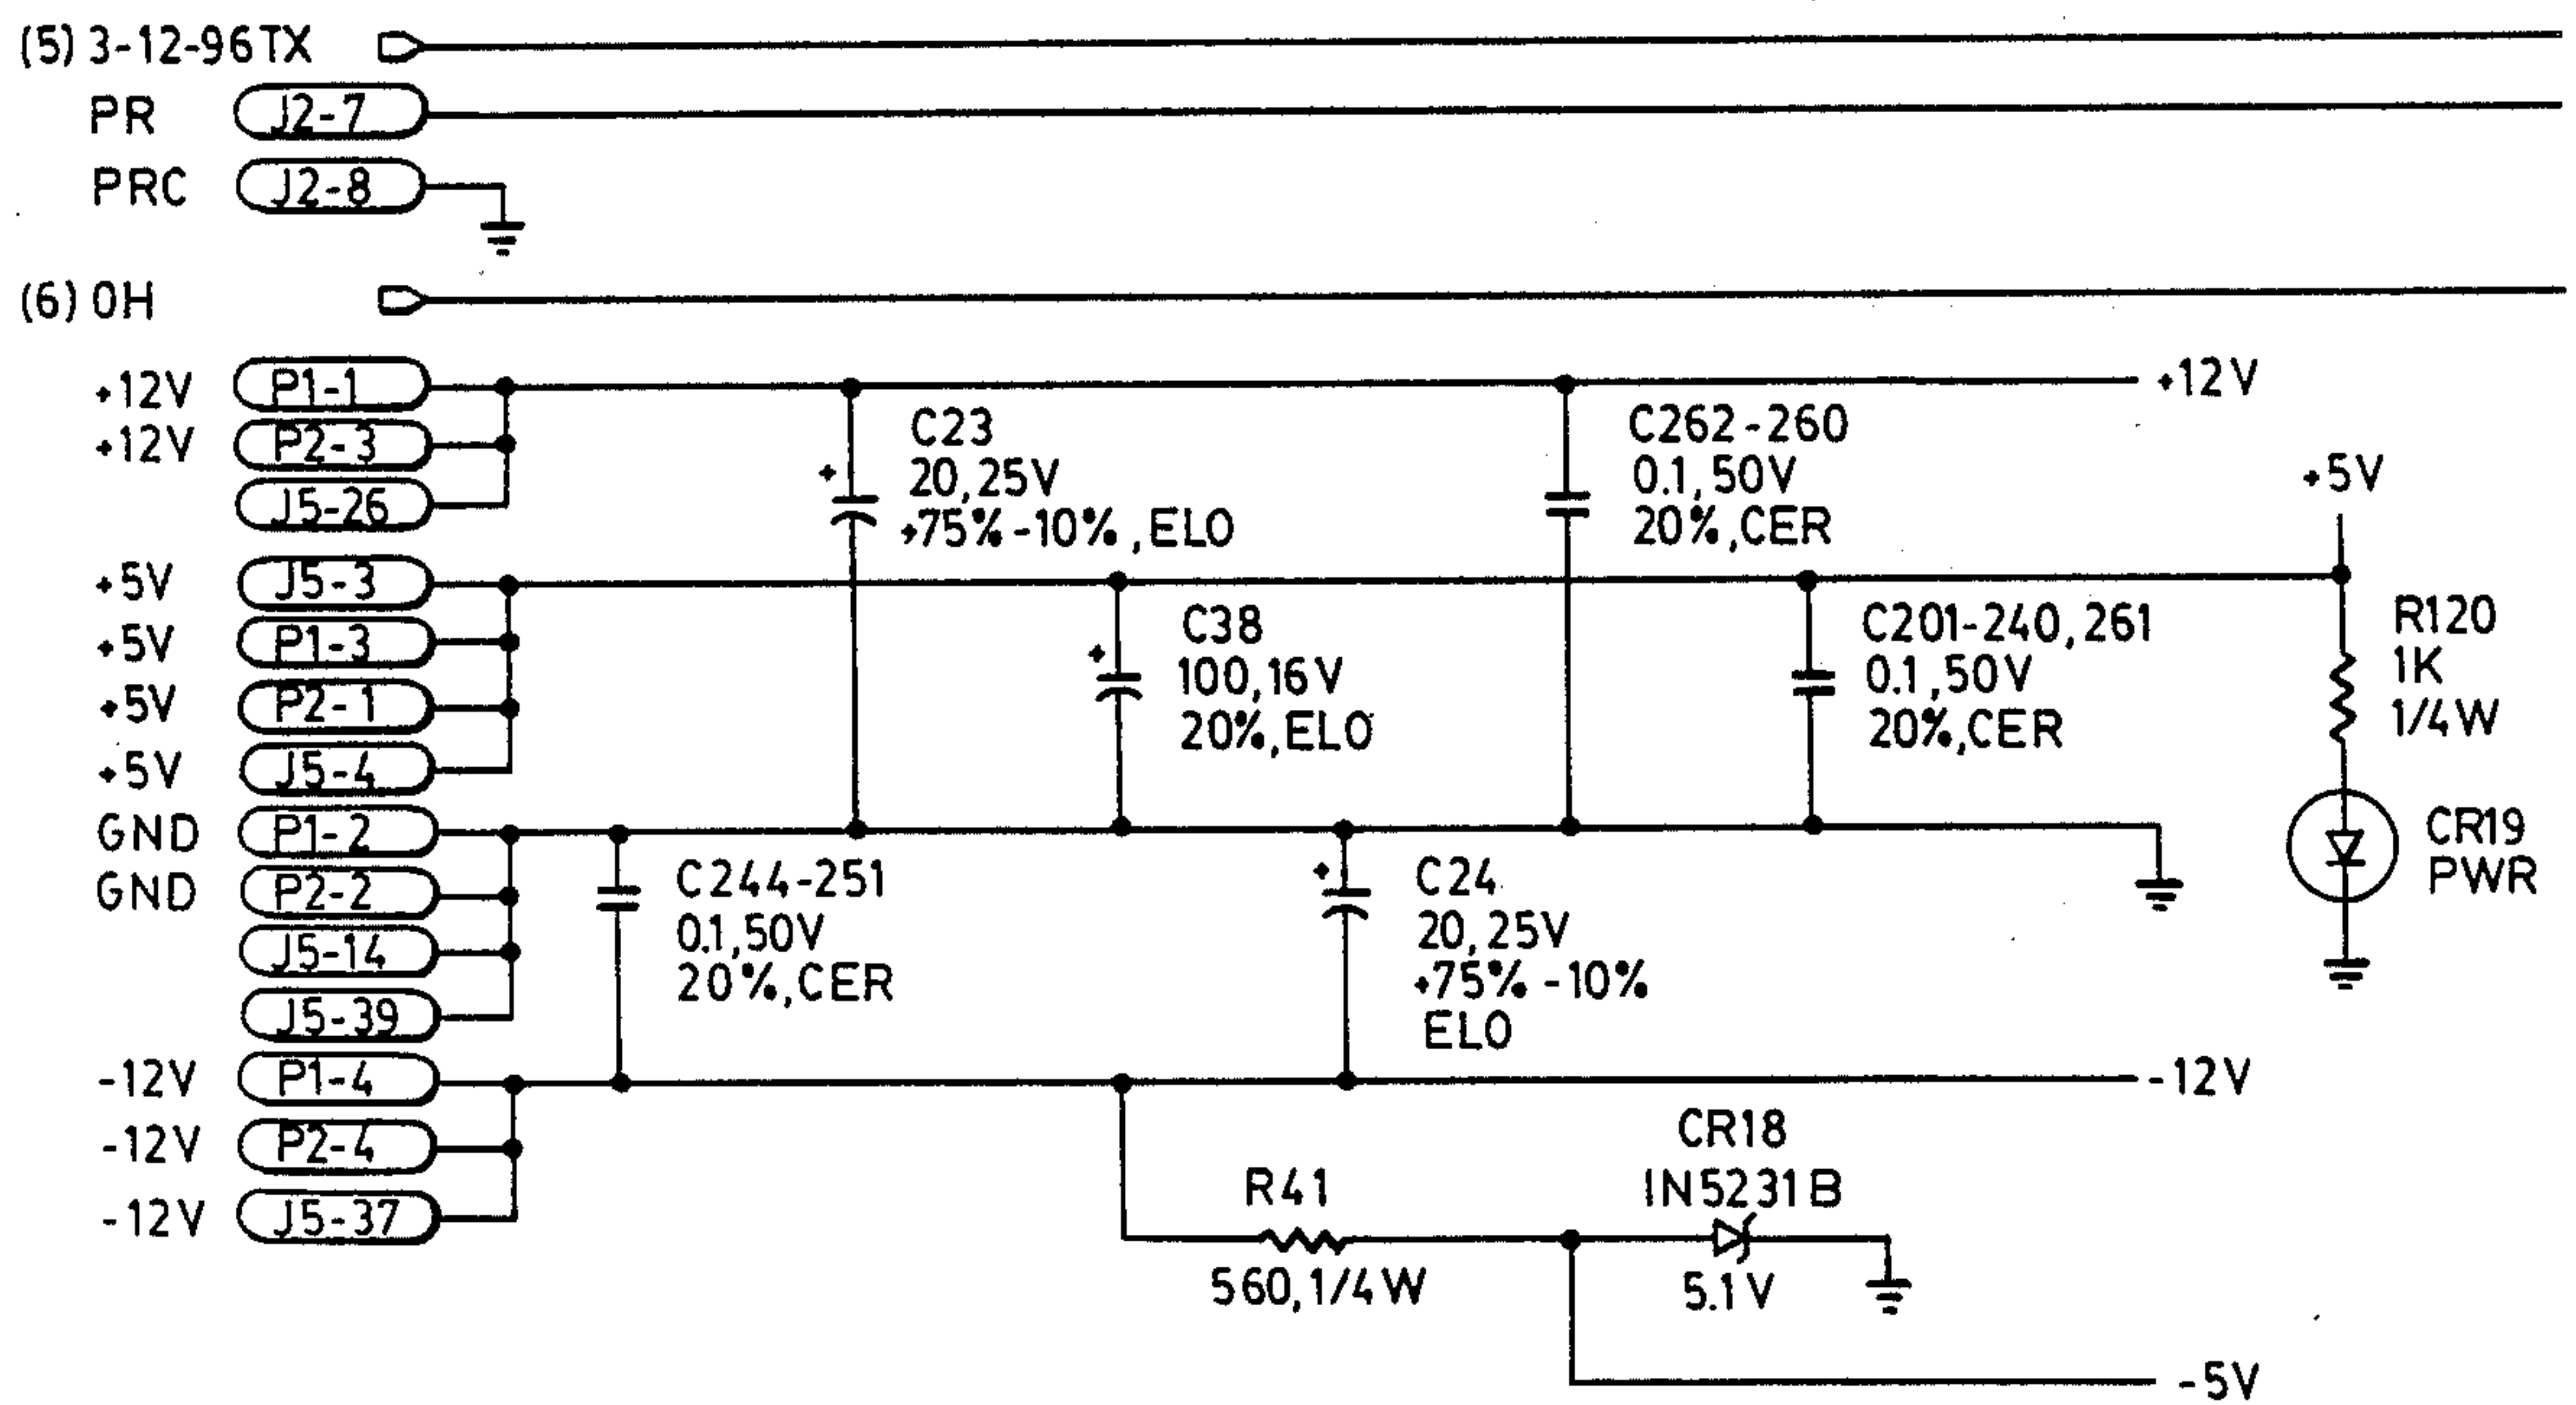 (5) 3-12-96TX
PR J2-7
PRC J2-8
(6) OH
+12V P1-1
+12V P2-3
J5-26
+12V
C23
20,25V
+75% -10% ,ELO
C262-260
0.1,50V
20%,CER
+5V
+5V J5-3
+5V P1-3
+5V P2-1
+5V J5-4
C38
100,16V
20%,ELO
C201-240,261
0.1,50V
20%,CER
R120
1K
1/4W
GND P1-2
GND P2-2
J5-14
J5-39
C244-251
0.1,50V
20%,CER
C24
20,25V
+75% -10%
ELO
CR19
PWR
-12V P1-4
-12V P2-4
-12V J5-37
-12V
R41
560,1/4W
CR18
IN5231B
5.1V
-5V